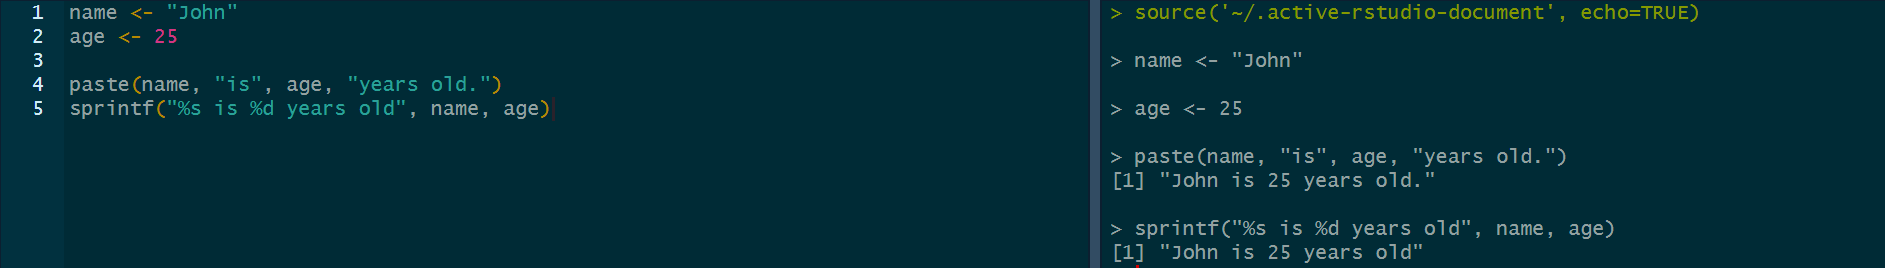 1 name <- "John"
2 age <- 25
3
4 paste(name, "is", age, "years old.")
5 sprintf("%s is %d years old", name, age)
> source('~/.active-rstudio-document', echo=TRUE)
> name <- "John"
> age <- 25
> paste(name, "is", age, "years old.")
[1] "John is 25 years old."
> sprintf("%s is %d years old", name, age)
[1] "John is 25 years old"